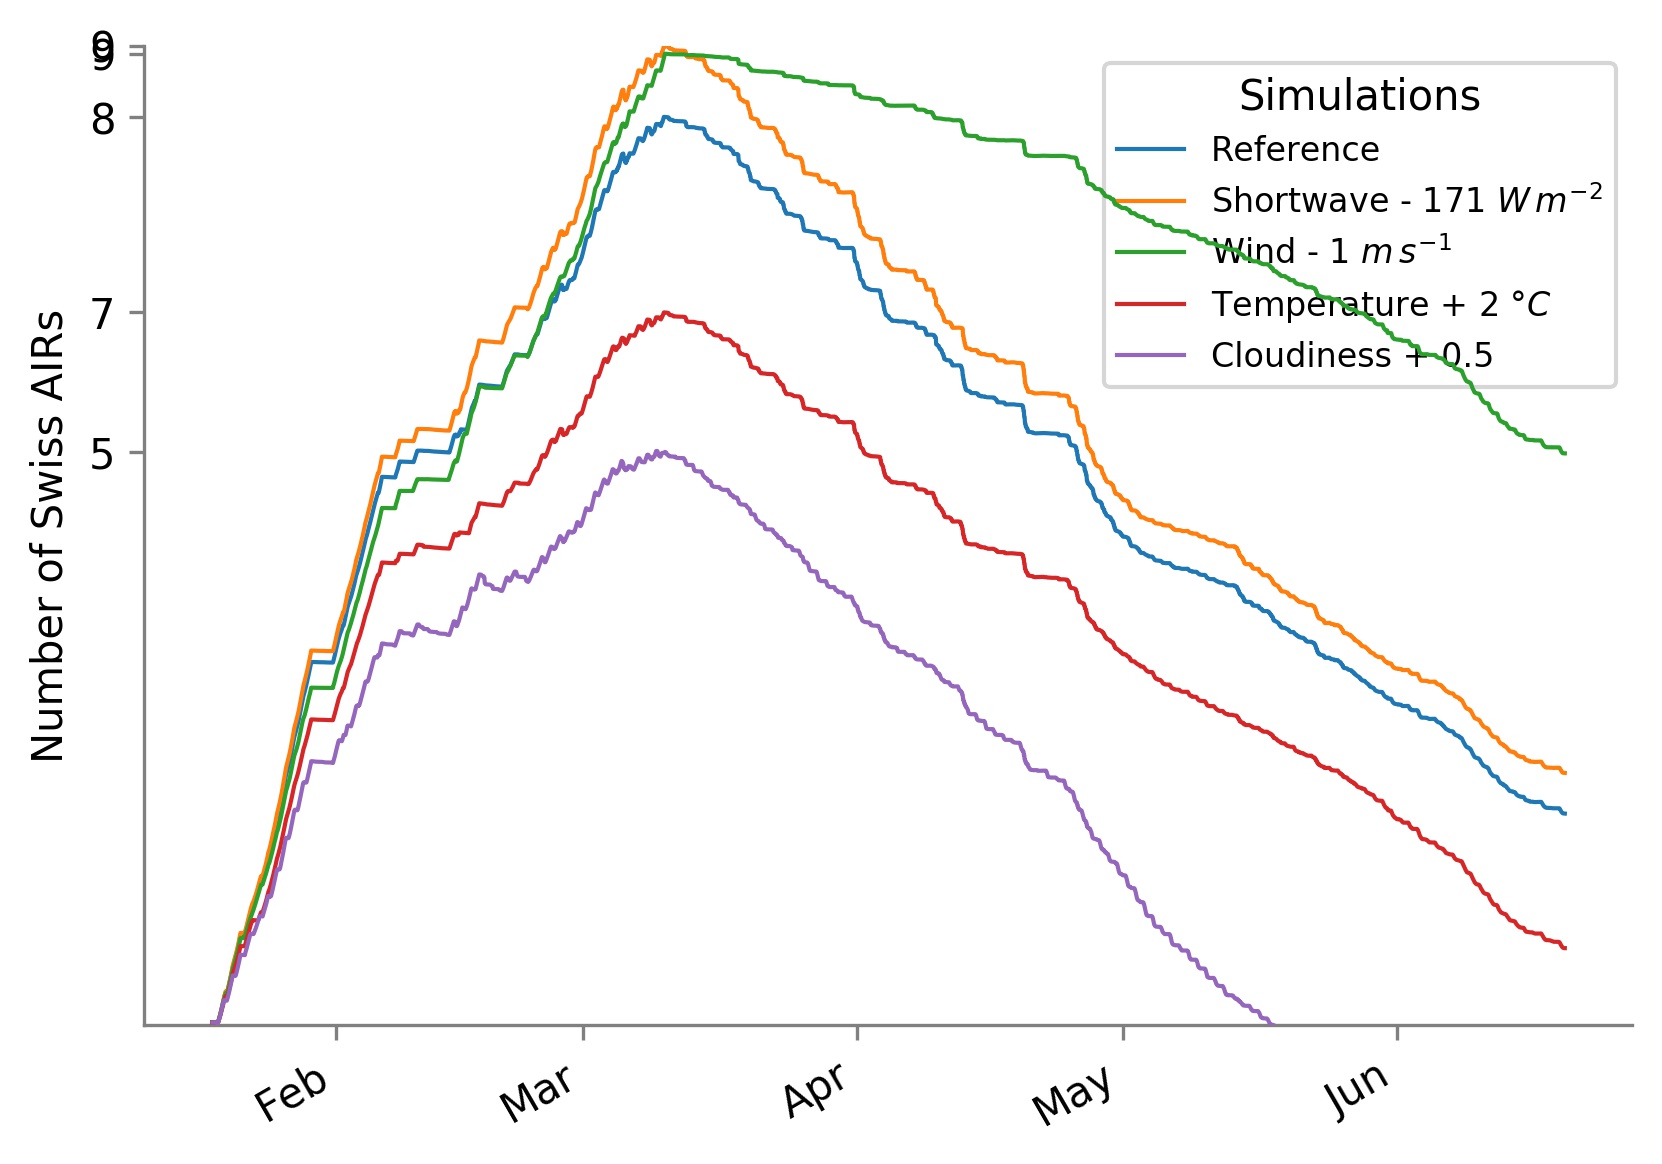 9
9
8
7
5
Number of Swiss AIRs
Simulations
Reference
Shortwave - 171 W m⁻²
Wind - 1 m s⁻¹
Temperature + 2 °C
Cloudiness + 0.5
Feb Mar Apr May Jun